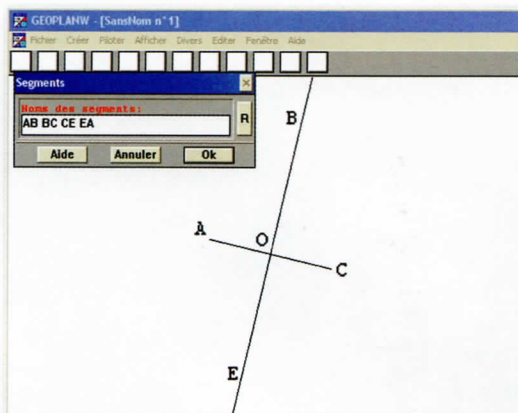 GEOPLANW - [SansNom n°1]
Fichier Créer Piloter Afficher Divers Editer Fenêtre Aide
Segments
Noms des segments:
AB BC CE EA
R
Aide Annuler Ok
B
A
O
C
E